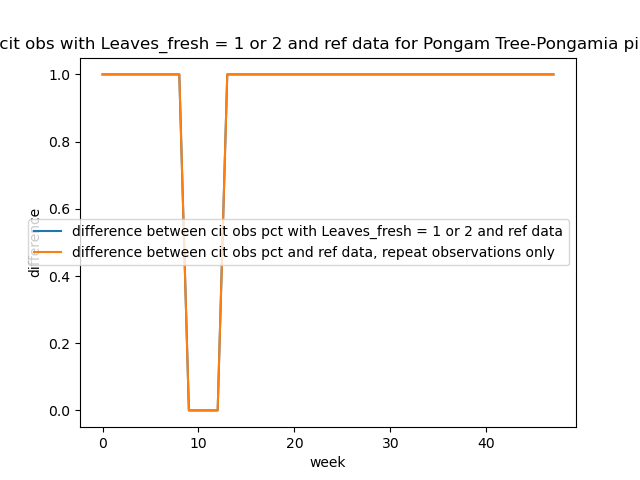 cit obs with Leaves_fresh = 1 or 2 and ref data for Pongam Tree-Pongamia pi
1.0
0.8
0.6
0.4
0.2
0.0
difference
difference between cit obs pct with Leaves_fresh = 1 or 2 and ref data
difference between cit obs pct and ref data, repeat observations only
0 10 20 30 40
week